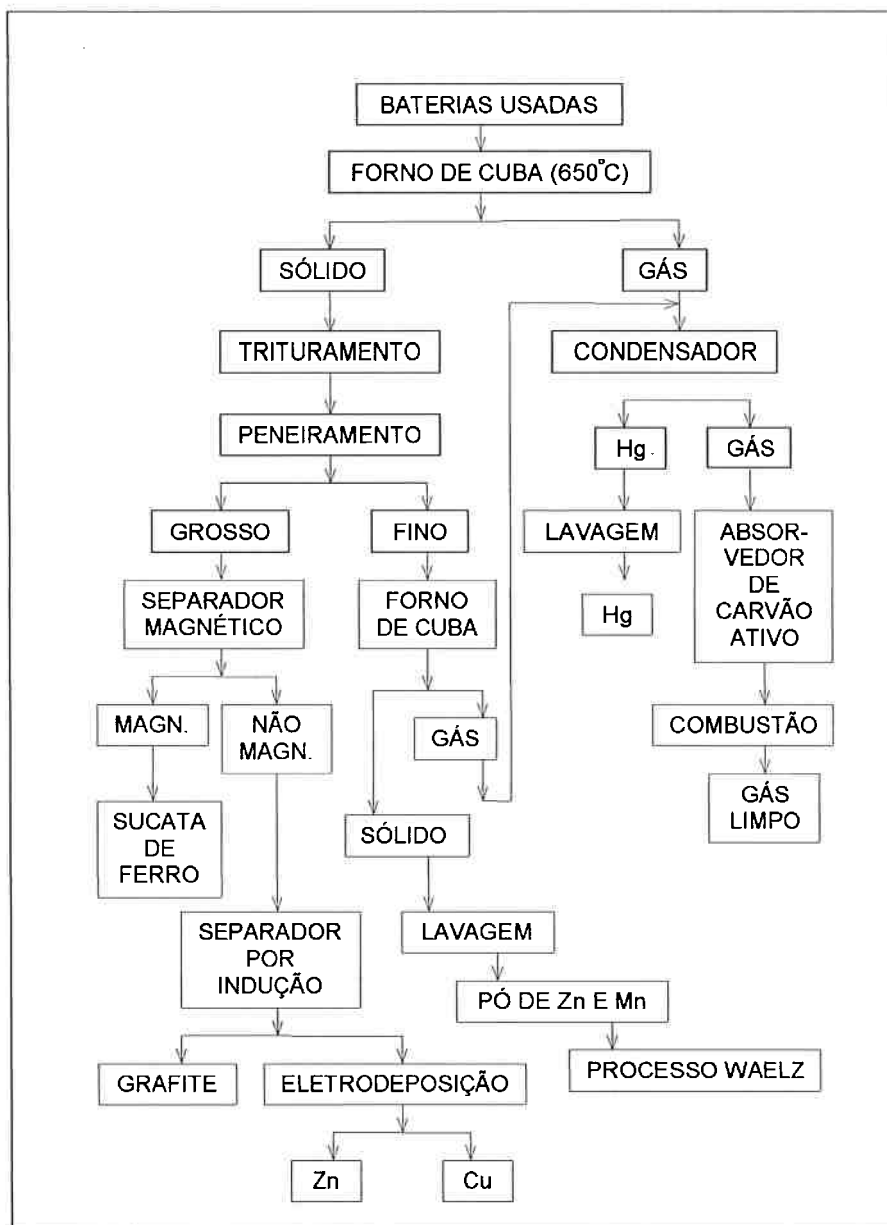 BATERIAS USADAS
FORNO DE CUBA (650°C)
SÓLIDO
GÁS
TRITURAMENTO
CONDENSADOR
PENEIRAMENTO
Hg.
GÁS
GROSSO
FINO
LAVAGEM
ABSOR-
VEDOR
DE
CARVÃO
ATIVO
SEPARADOR
MAGNÉTICO
FORNO
DE CUBA
Hg
MAGN.
NÃO
MAGN.
GÁS
COMBUSTÃO
SUCATA
DE
FERRO
SÓLIDO
GÁS
LIMPO
SEPARADOR
POR
INDUÇÃO
LAVAGEM
PÓ DE Zn E Mn
GRAFITE
ELETRODEPOSIÇÃO
PROCESSO WAELZ
Zn
Cu